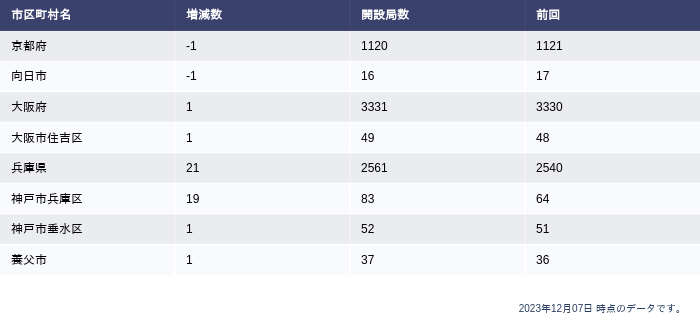 市区町村名 増減数 開設局数 前回
京都府 -1 1120 1121
向日市 -1 16 17
大阪府 1 3331 3330
大阪市住吉区 1 49 48
兵庫県 21 2561 2540
神戸市兵庫区 19 83 64
神戸市垂水区 1 52 51
養父市 1 37 36
2023年12月07日 時点のデータです。